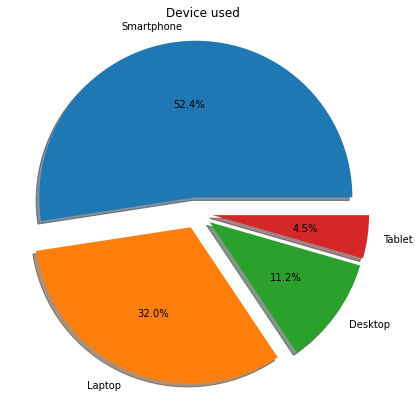 Device used
Smartphone
52.4%
4.5%
Tablet
11.2%
Desktop
32.0%
Laptop